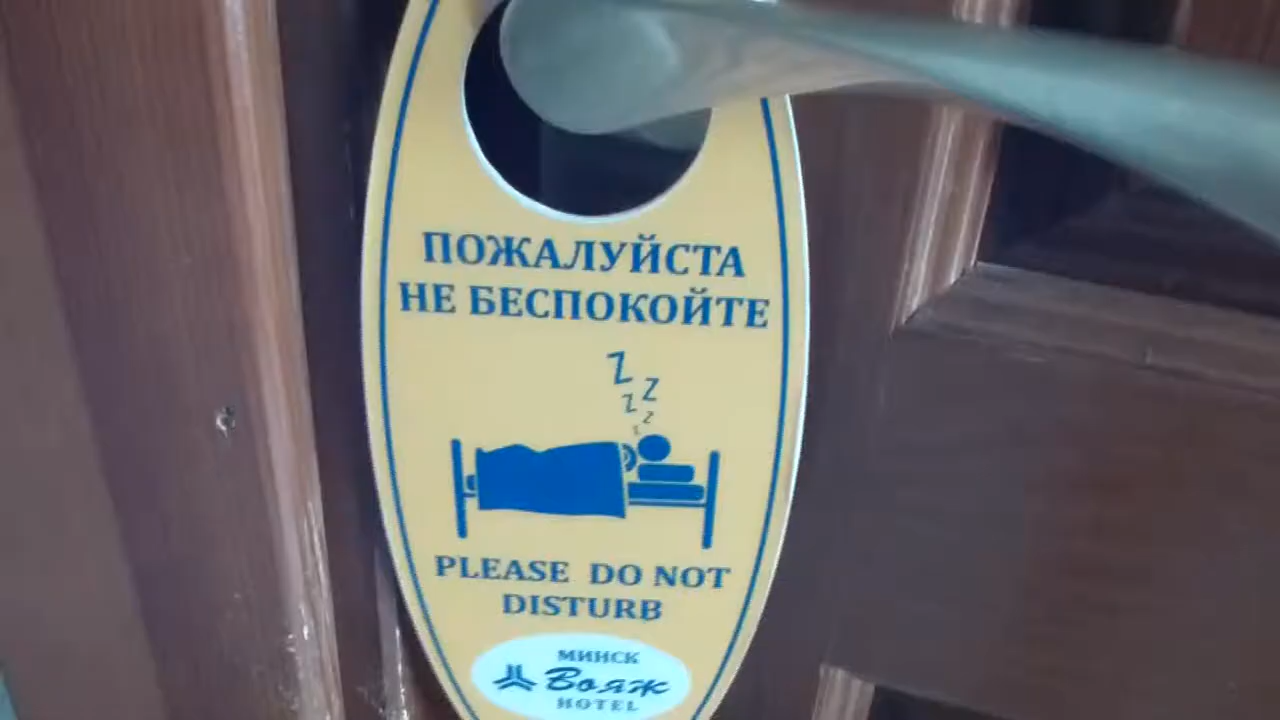 ПОЖАЛУЙСТА
НЕ БЕСПОКОЙТЕ
Z
Z
Z
Z
Z
PLEASE DO NOT
DISTURB
МИНСК
Вояж
HOTEL